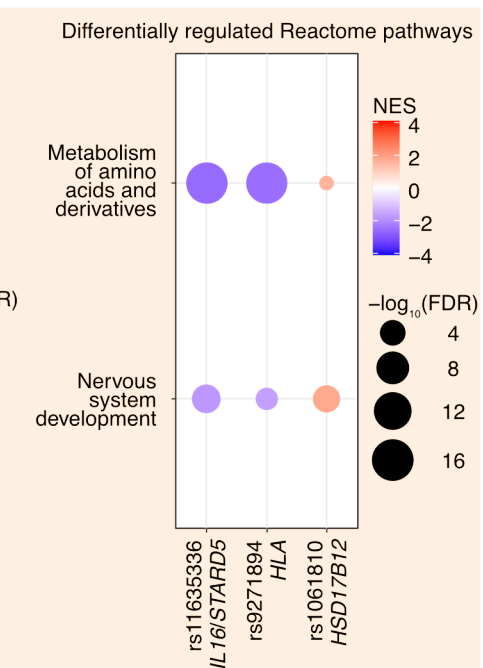 Differentially regulated Reactome pathways
Metabolism
of amino
acids and
derivatives
Nervous
system
development
R)
NES
4
2
0
−2
−4
−log₁₀(FDR)
4
8
12
16
rs11635336
IL16/STARD5
rs9271894
HLA
rs1061810
HSD17B12